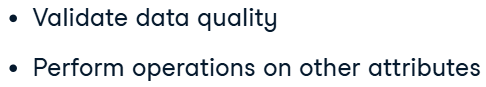 • Validate data quality
• Perform operations on other attributes